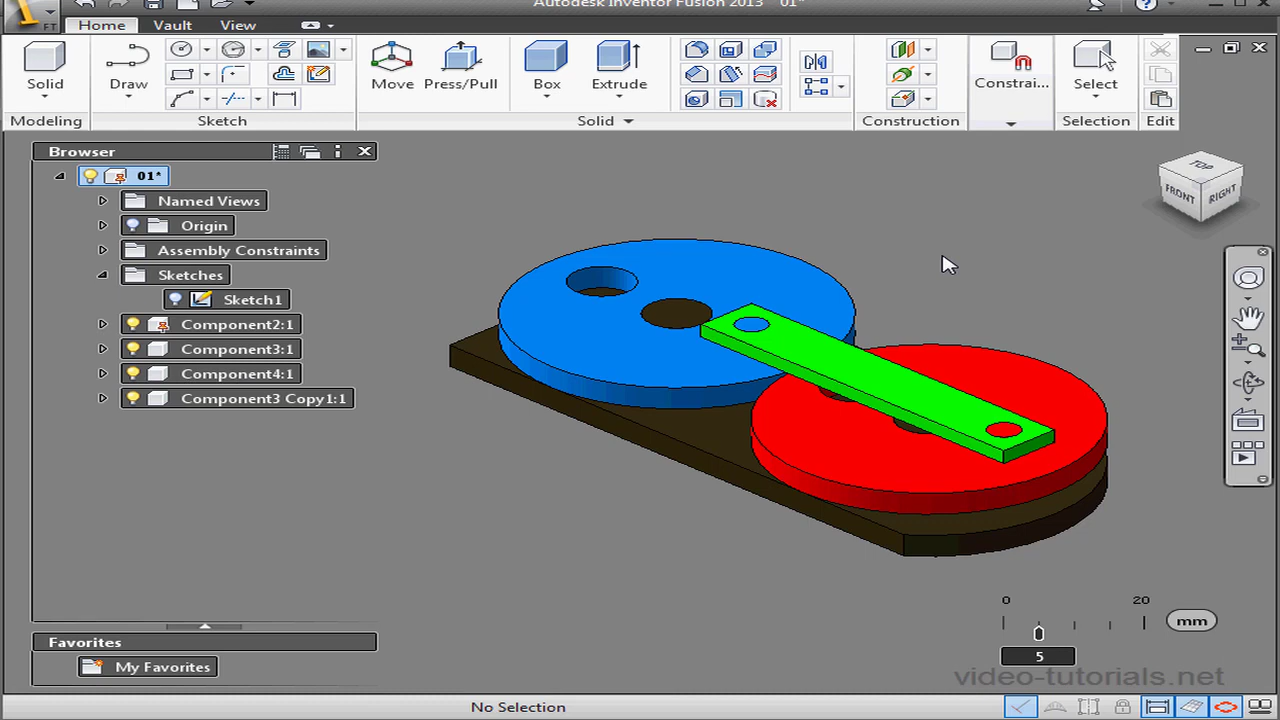 Autodesk Inventor Fusion 2013 01*
FT
Home Vault View
Solid Draw Move Press/Pull Box Extrude Constrai... Select
Modeling Sketch Solid Construction Selection Edit
Browser
01*
Named Views
Origin
Assembly Constraints
Sketches
Sketch1
Component2:1
Component3:1
Component4:1
Component3 Copy1:1
TOP
FRONT RIGHT
0 20
mm
5
Favorites
My Favorites
video-tutorials.net
No Selection